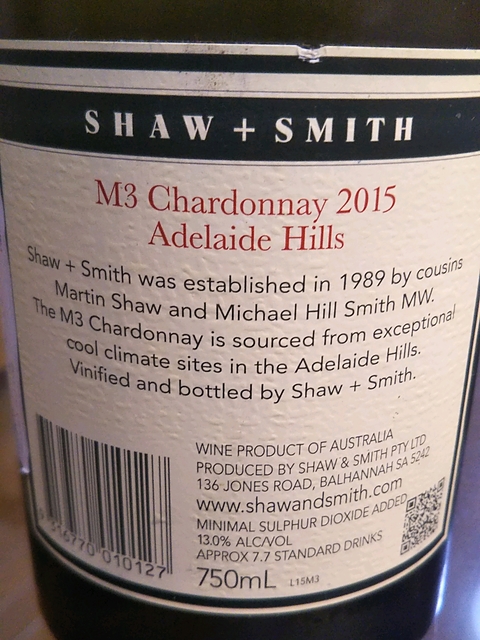 SHAW + SMITH
M3 Chardonnay 2015
Adelaide Hills
Shaw + Smith was established in 1989 by cousins
Martin Shaw and Michael Hill Smith MW.
The M3 Chardonnay is sourced from exceptional
cool climate sites in the Adelaide Hills.
Vinified and bottled by Shaw + Smith.
WINE PRODUCT OF AUSTRALIA
PRODUCED BY SHAW & SMITH PTY LTD
136 JONES ROAD, BALHANNAH SA 5242
www.shawandsmith.com
MINIMAL SULPHUR DIOXIDE ADDED
13.0% ALC/VOL
APPROX 7.7 STANDARD DRINKS
750mL L15M3
010127